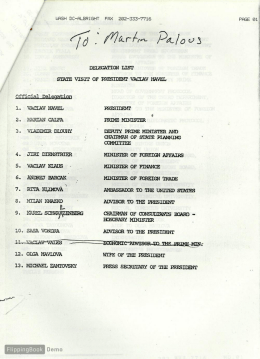 WASH DC-ALBRIGHT FAX 202-333-7716 PAGE 01
To: Martin Palous
DELEGATION LIST
STATE VISIT OF PRESIDENT VACLAV HAVEL
Official Delegation
1. VACLAV HAVEL PRESIDENT
2. MARIAN CALFA PRIME MINISTER
3. VLADIMIR DLOUHY DEPUTY PRIME MINISTER AND
CHAIRMAN OF STATE PLANNING
COMMITTEE
4. JIRI DIENSTBIER MINISTER OF FOREIGN AFFAIRS
5. VACLAV KLAUS MINISTER OF FINANCE
6. ANDREJ BARCAK MINISTER OF FOREIGN TRADE
7. RITA KLIMOVA AMBASSADOR TO THE UNITED STATES
8. MILAN KNAZKO ADVISOR TO THE PRESIDENT
9. KAREL SCHWARZENBERG CHAIRMAN OF CONSULTANTS BOARD -
HONORARY MINISTER
10. SASA VONDRA ADVISOR TO THE PRESIDENT
11. VACLAV VALES ECONOMIC ADVISOR TO THE PRIME MIN.
12. OLGA HAVLOVA WIFE OF THE PRESIDENT
13. MICHAEL ZANTOVSKY PRESS SECRETARY OF THE PRESIDENT
FlippingBook Demo